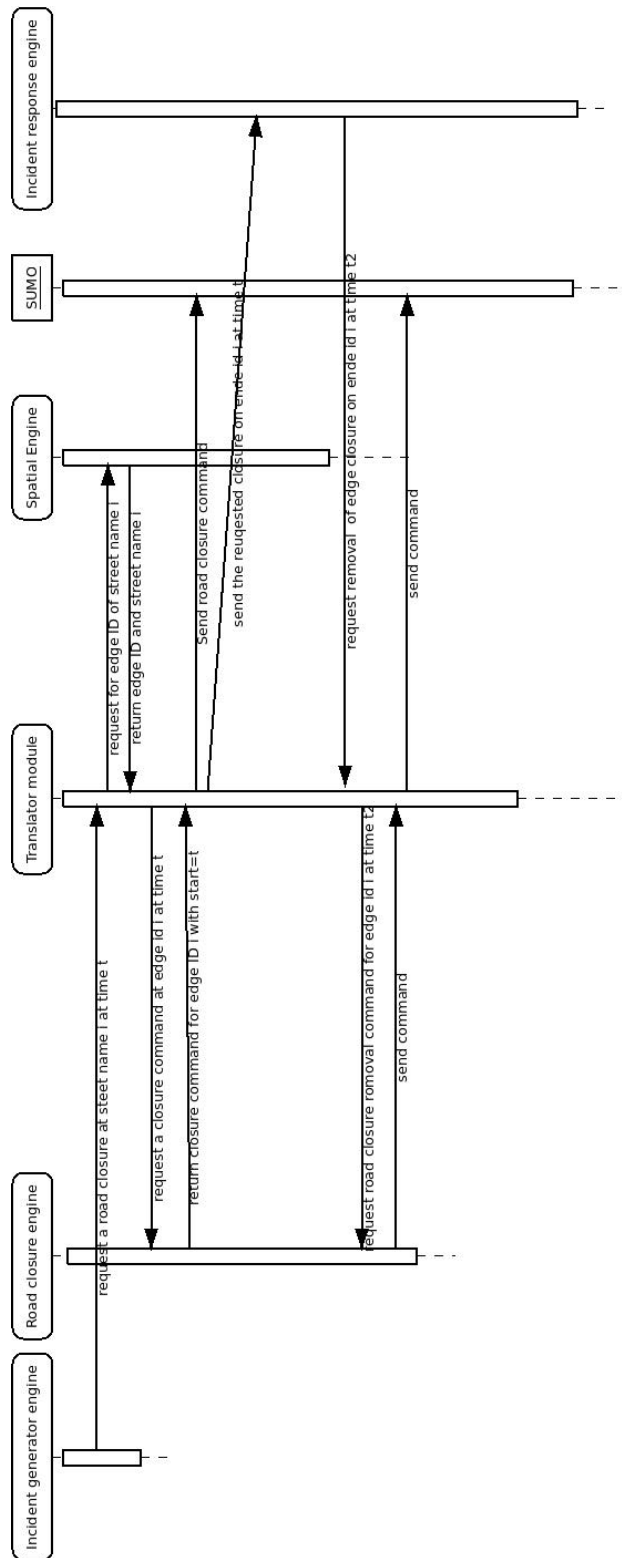 Incident generator engine
Road closure engine
Translator module
Spatial Engine
SUMO
Incident response engine
request a road closure at steet name i at time t
request for edge ID of street name i
return edge ID and street name i
request a closure command at edge id i at time t
return closure command for edge ID i with start=t
Send road closure command
send the reuqested closure on ende id i at time t
request removal of edge closure on ende id i at time t2
request road closure romoval command for edge id i at time t2
send command
send command